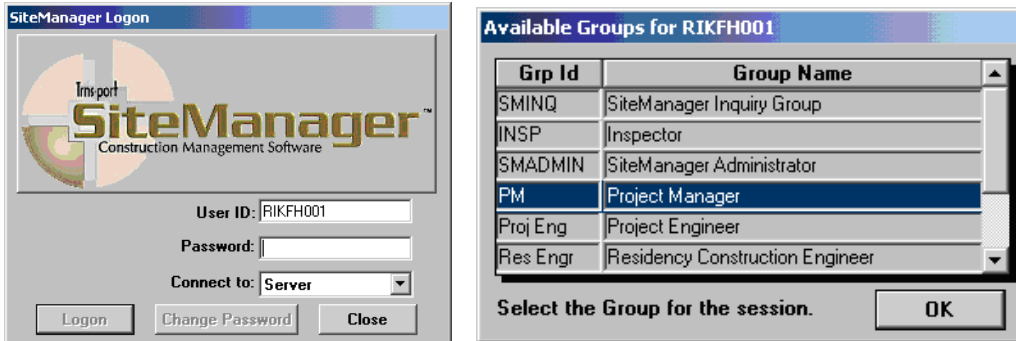 SiteManager Logon
Trns•port
SiteManager™
Construction Management Software
User ID: RIKFH001
Password:
Connect to: Server
Logon Change Password Close
Available Groups for RIKFH001
Grp Id Group Name
SMINQ SiteManager Inquiry Group
INSP Inspector
SMADMIN SiteManager Administrator
PM Project Manager
Proj Eng Project Engineer
Res Engr Residency Construction Engineer
Select the Group for the session. OK